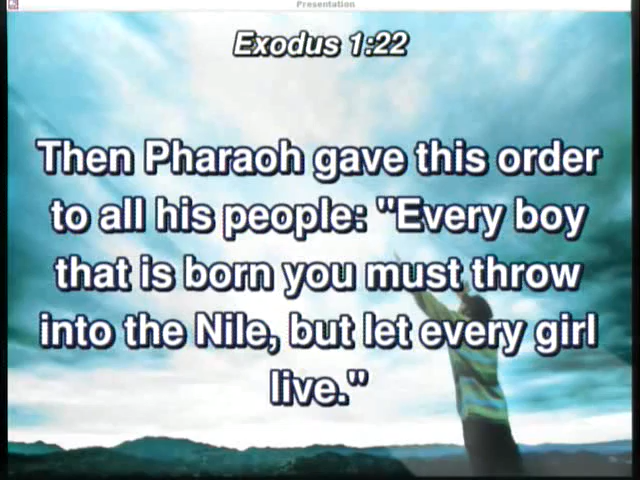 Presentation
Exodus 1:22
Then Pharaoh gave this order
to all his people: "Every boy
that is born you must throw
into the Nile, but let every girl
live."